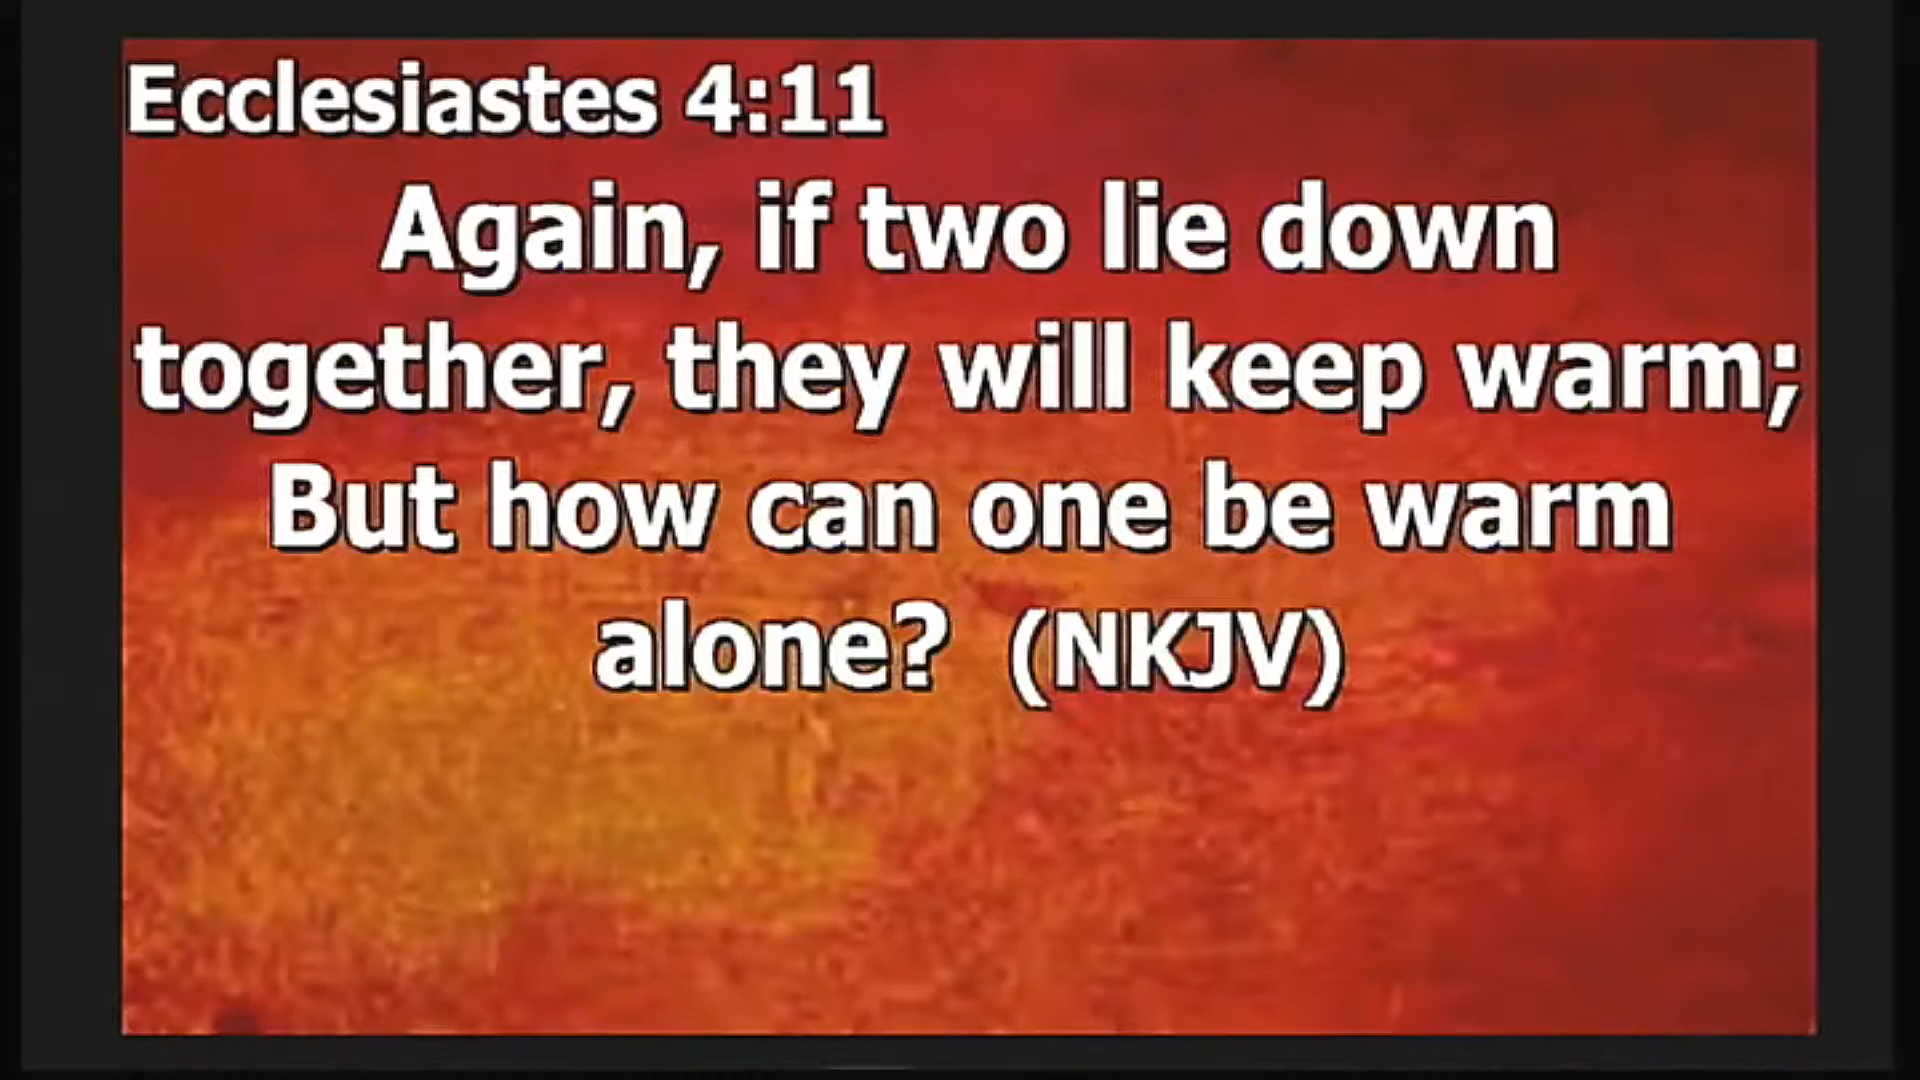 Ecclesiastes 4:11
Again, if two lie down
together, they will keep warm;
But how can one be warm
alone? (NKJV)